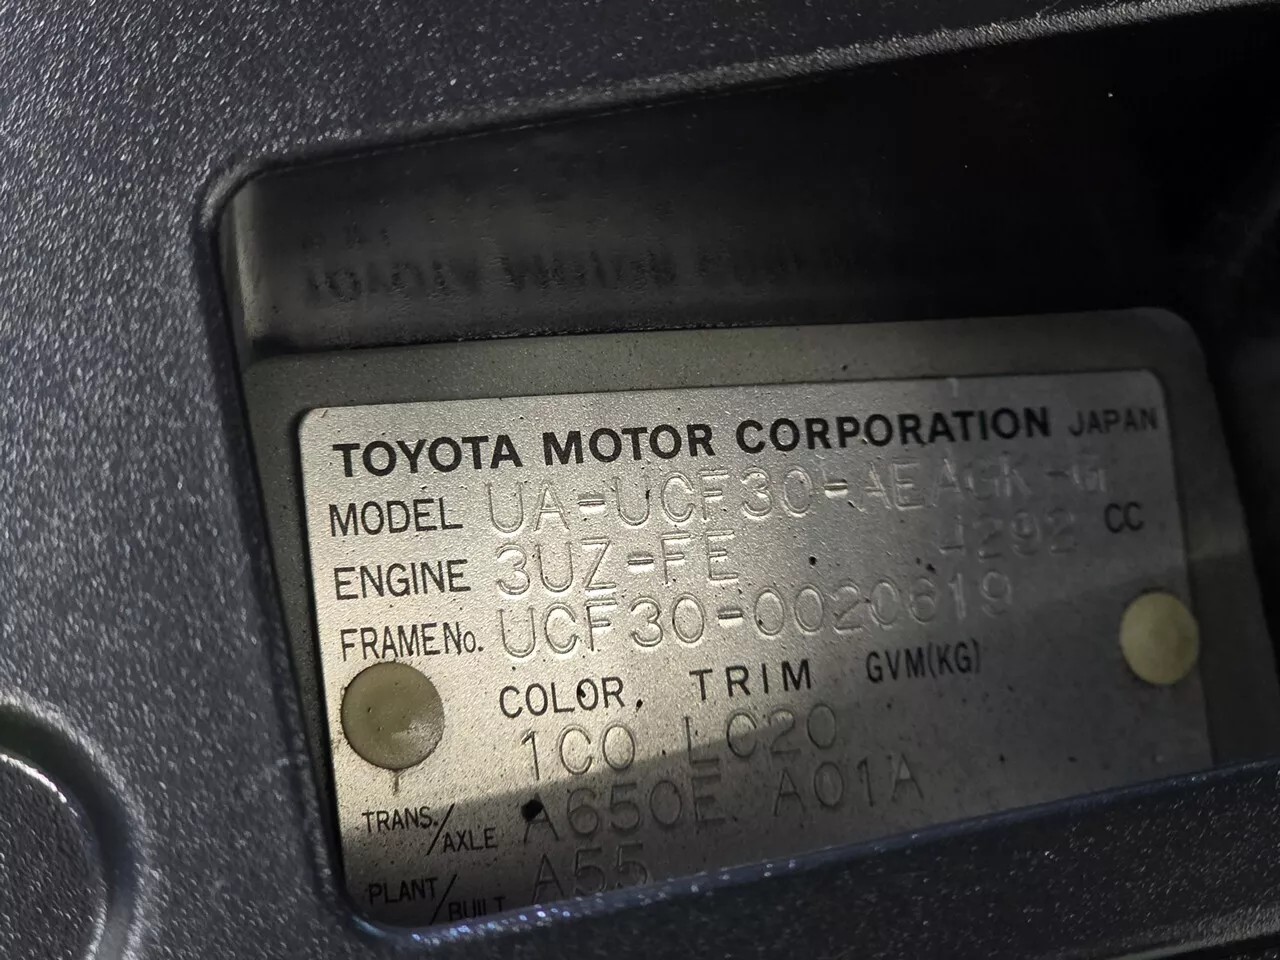 TOYOTA MOTOR CORPORATION JAPAN
MODEL UA-UCF30-AEAGK-G
ENGINE 3UZ-FE 4292 CC
FRAME No. UCF30-0020619
COLOR. TRIM GVM(KG)
1C0 LC20
TRANS./AXLE A650E A01A
PLANT/BUILT A55